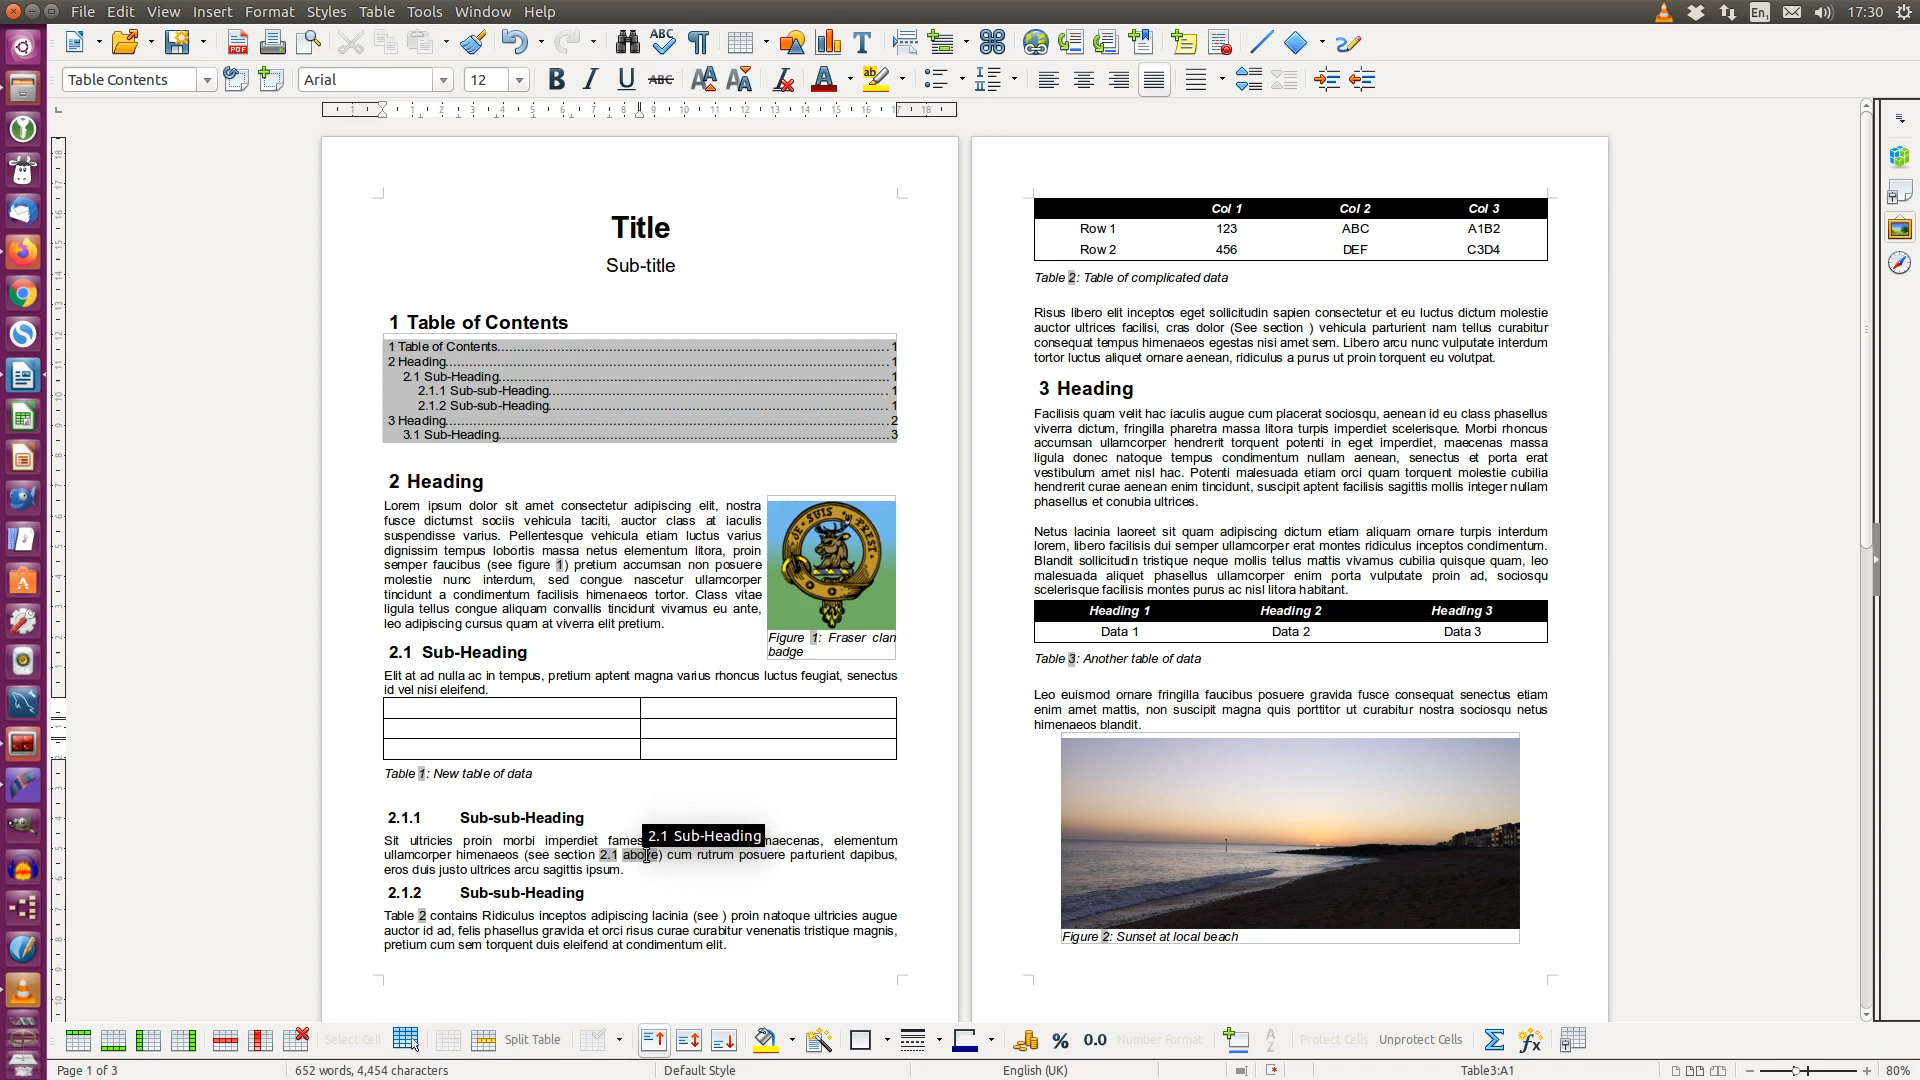 File Edit View Insert Format Styles Table Tools Window Help
En1 17:30
Table Contents Arial 12
Title
Sub-title
1 Table of Contents
1 Table of Contents 1
2 Heading 1
2.1 Sub-Heading 1
2.1.1 Sub-sub-Heading 1
2.1.2 Sub-sub-Heading 1
3 Heading 2
3.1 Sub-Heading 3
2 Heading
Lorem ipsum dolor sit amet consectetur adipiscing elit, nostra
fusce dictumst sociis vehicula taciti, auctor class at iaculis
suspendisse varius. Pellentesque vehicula etiam luctus varius
dignissim tempus lobortis massa netus elementum litora, proin
semper faucibus (see figure 1) pretium accumsan non posuere
molestie nunc interdum, sed congue nascetur ullamcorper
tincidunt a condimentum facilisis himenaeos tortor. Class vitae
ligula tellus congue aliquam convallis tincidunt vivamus eu ante,
leo adipiscing cursus quam at viverra elit pretium.
JE SUIS PREST
Figure 1: Fraser clan
badge
2.1 Sub-Heading
Elit at ad nulla ac in tempus, pretium aptent magna varius rhoncus luctus feugiat, senectus
id vel nisi eleifend.
Table 1: New table of data
2.1.1 Sub-sub-Heading
2.1 Sub-Heading
Sit ultricies proin morbi imperdiet fames maecenas, elementum
ullamcorper himenaeos (see section 2.1 above) cum rutrum posuere parturient dapibus,
eros duis justo ultrices arcu sagittis ipsum.
2.1.2 Sub-sub-Heading
Table 2 contains Ridiculus inceptos adipiscing lacinia (see ) proin natoque ultricies augue
auctor id ad, felis phasellus gravida et orci risus curae curabitur venenatis tristique magnis,
pretium cum sem torquent duis eleifend at condimentum elit.
Col 1 Col 2 Col 3
Row 1 123 ABC A1B2
Row 2 456 DEF C3D4
Table 2: Table of complicated data
Risus libero elit inceptos eget sollicitudin sapien consectetur et eu luctus dictum molestie
auctor ultrices facilisi, cras dolor (See section ) vehicula parturient nam tellus curabitur
consequat tempus himenaeos egestas nisi amet sem. Libero arcu nunc vulputate interdum
tortor luctus aliquet ornare aenean, ridiculus a purus ut proin torquent eu volutpat.
3 Heading
Facilisis quam velit hac iaculis augue cum placerat sociosqu, aenean id eu class phasellus
viverra dictum, fringilla pharetra massa litora turpis imperdiet scelerisque. Morbi rhoncus
accumsan ullamcorper hendrerit torquent potenti in eget imperdiet, maecenas massa
ligula donec natoque tempus condimentum nullam aenean, senectus et porta erat
vestibulum amet nisl hac. Potenti malesuada etiam orci quam torquent molestie cubilia
hendrerit curae aenean enim tincidunt, suscipit aptent facilisis sagittis mollis integer nullam
phasellus et conubia ultrices.
Netus lacinia laoreet sit quam adipiscing dictum etiam aliquam ornare turpis interdum
lorem, libero facilisis dui semper ullamcorper erat montes ridiculus inceptos condimentum.
Blandit sollicitudin tristique neque mollis tellus mattis vivamus cubilia quisque quam, leo
malesuada aliquet phasellus ullamcorper enim porta vulputate proin ad, sociosqu
scelerisque facilisis montes purus ac nisl litora habitant.
Heading 1 Heading 2 Heading 3
Data 1 Data 2 Data 3
Table 3: Another table of data
Leo euismod ornare fringilla faucibus posuere gravida fusce consequat senectus etiam
enim amet mattis, non suscipit magna quis porttitor ut curabitur nostra sociosqu netus
himenaeos blandit.
Figure 2: Sunset at local beach
Select Cell Split Table % 0.0 Number Format Protect Cells Unprotect Cells
Page 1 of 3 652 words, 4,454 characters Default Style English (UK) Table3:A1 80%